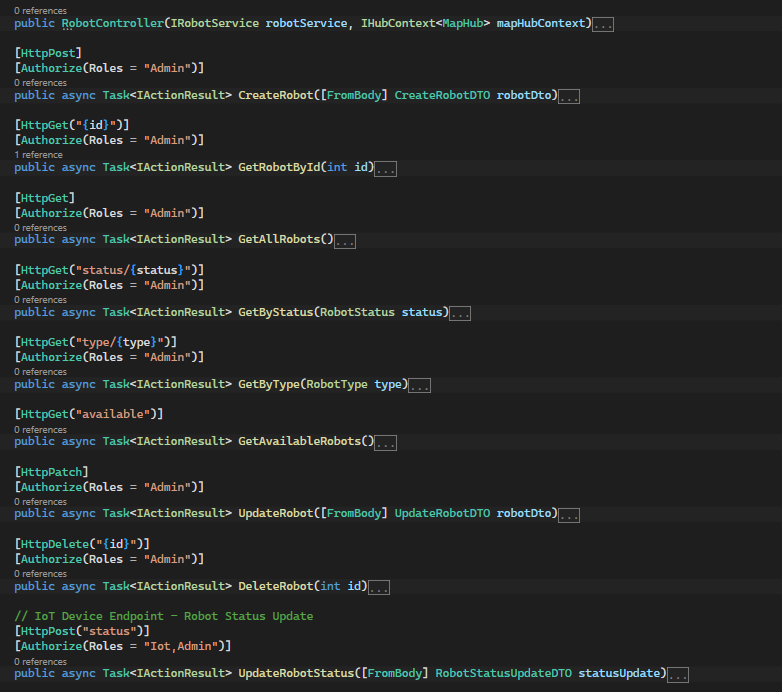 0 references
public RobotController(IRobotService robotService, IHubContext<MapHub> mapHubContext)...
[HttpPost]
[Authorize(Roles = "Admin")]
0 references
public async Task<IActionResult> CreateRobot([FromBody] CreateRobotDTO robotDto)...
[HttpGet("{id}")]
[Authorize(Roles = "Admin")]
1 reference
public async Task<IActionResult> GetRobotById(int id)...
[HttpGet]
[Authorize(Roles = "Admin")]
0 references
public async Task<IActionResult> GetAllRobots()...
[HttpGet("status/{status}")]
[Authorize(Roles = "Admin")]
0 references
public async Task<IActionResult> GetByStatus(RobotStatus status)...
[HttpGet("type/{type}")]
[Authorize(Roles = "Admin")]
0 references
public async Task<IActionResult> GetByType(RobotType type)...
[HttpGet("available")]
0 references
public async Task<IActionResult> GetAvailableRobots()...
[HttpPatch]
[Authorize(Roles = "Admin")]
0 references
public async Task<IActionResult> UpdateRobot([FromBody] UpdateRobotDTO robotDto)...
[HttpDelete("{id}")]
[Authorize(Roles = "Admin")]
0 references
public async Task<IActionResult> DeleteRobot(int id)...
// IoT Device Endpoint - Robot Status Update
[HttpPost("status")]
[Authorize(Roles = "Iot,Admin")]
0 references
public async Task<IActionResult> UpdateRobotStatus([FromBody] RobotStatusUpdateDTO statusUpdate)...